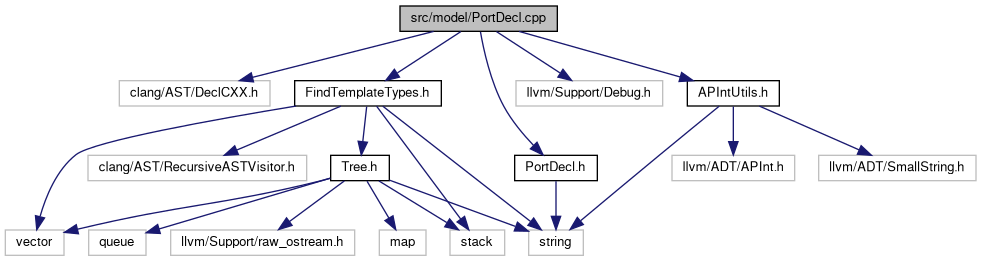 src/model/PortDecl.cpp
clang/AST/DeclCXX.h
FindTemplateTypes.h
llvm/Support/Debug.h
APIntUtils.h
clang/AST/RecursiveASTVisitor.h
Tree.h
PortDecl.h
llvm/ADT/APInt.h
llvm/ADT/SmallString.h
vector
queue
llvm/Support/raw_ostream.h
map
stack
string